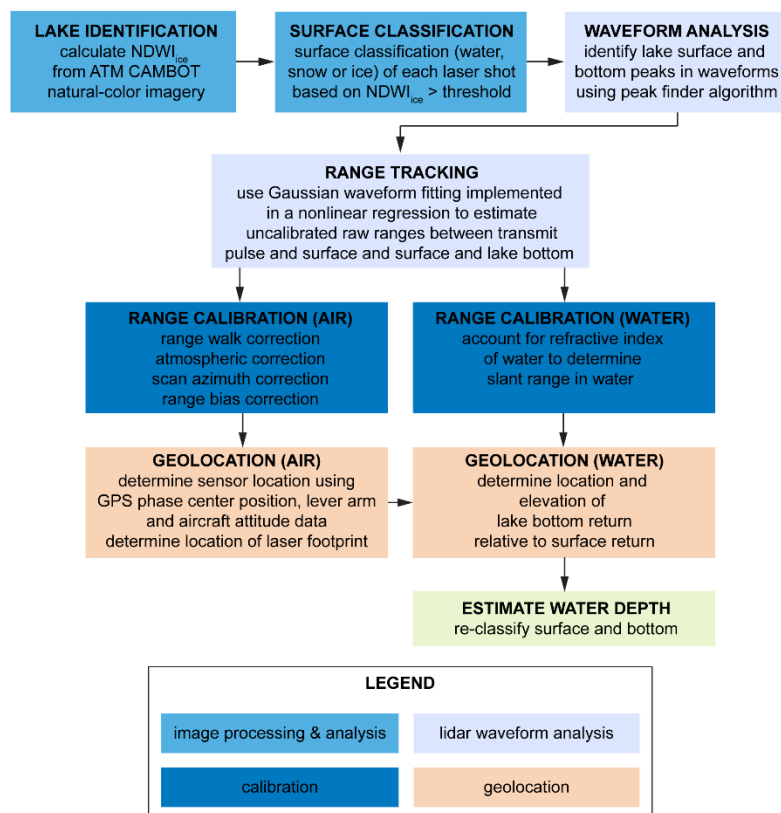 LAKE IDENTIFICATION
calculate NDWIice
from ATM CAMBOT
natural-color imagery
SURFACE CLASSIFICATION
surface classification (water,
snow or ice) of each laser shot
based on NDWIice > threshold
WAVEFORM ANALYSIS
identify lake surface and
bottom peaks in waveforms
using peak finder algorithm
RANGE TRACKING
use Gaussian waveform fitting implemented
in a nonlinear regression to estimate
uncalibrated raw ranges between transmit
pulse and surface and surface and lake bottom
RANGE CALIBRATION (AIR)
range walk correction
atmospheric correction
scan azimuth correction
range bias correction
RANGE CALIBRATION (WATER)
account for refractive index
of water to determine
slant range in water
GEOLOCATION (AIR)
determine sensor location using
GPS phase center position, lever arm
and aircraft attitude data
determine location of laser footprint
GEOLOCATION (WATER)
determine location and
elevation of
lake bottom return
relative to surface return
ESTIMATE WATER DEPTH
re-classify surface and bottom
LEGEND
image processing & analysis
lidar waveform analysis
calibration
geolocation